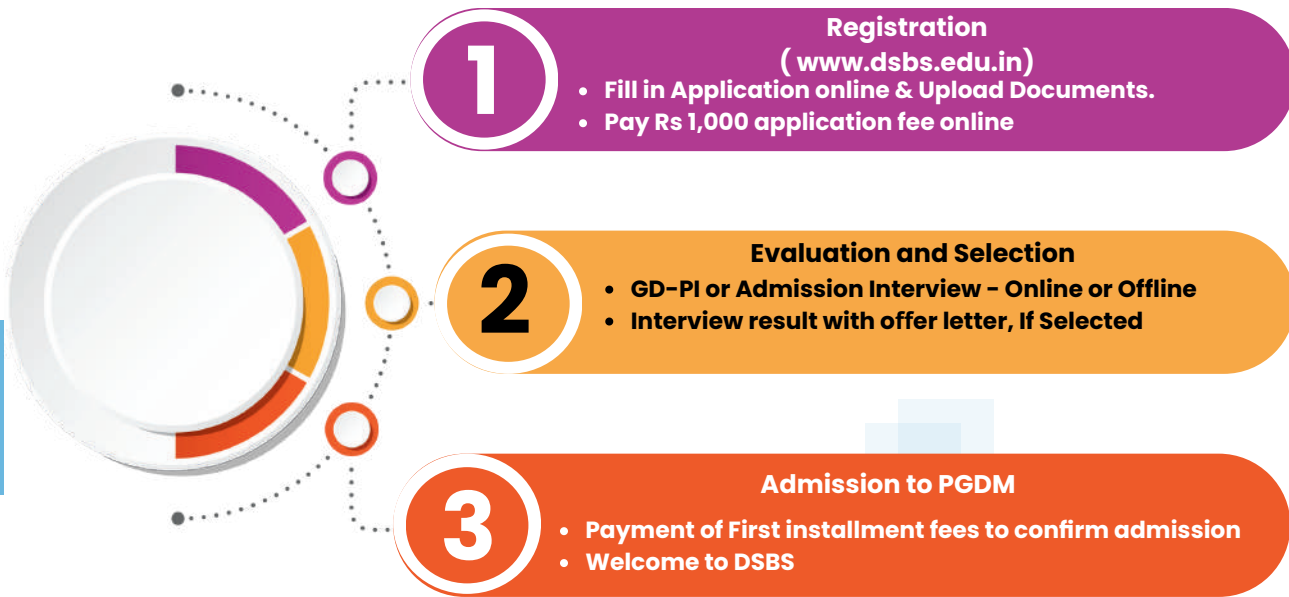 1
Registration
( www.dsbs.edu.in)
• Fill in Application online & Upload Documents.
• Pay Rs 1,000 application fee online
2
Evaluation and Selection
• GD-PI or Admission Interview - Online or Offline
• Interview result with offer letter, If Selected
3
Admission to PGDM
• Payment of First installment fees to confirm admission
• Welcome to DSBS